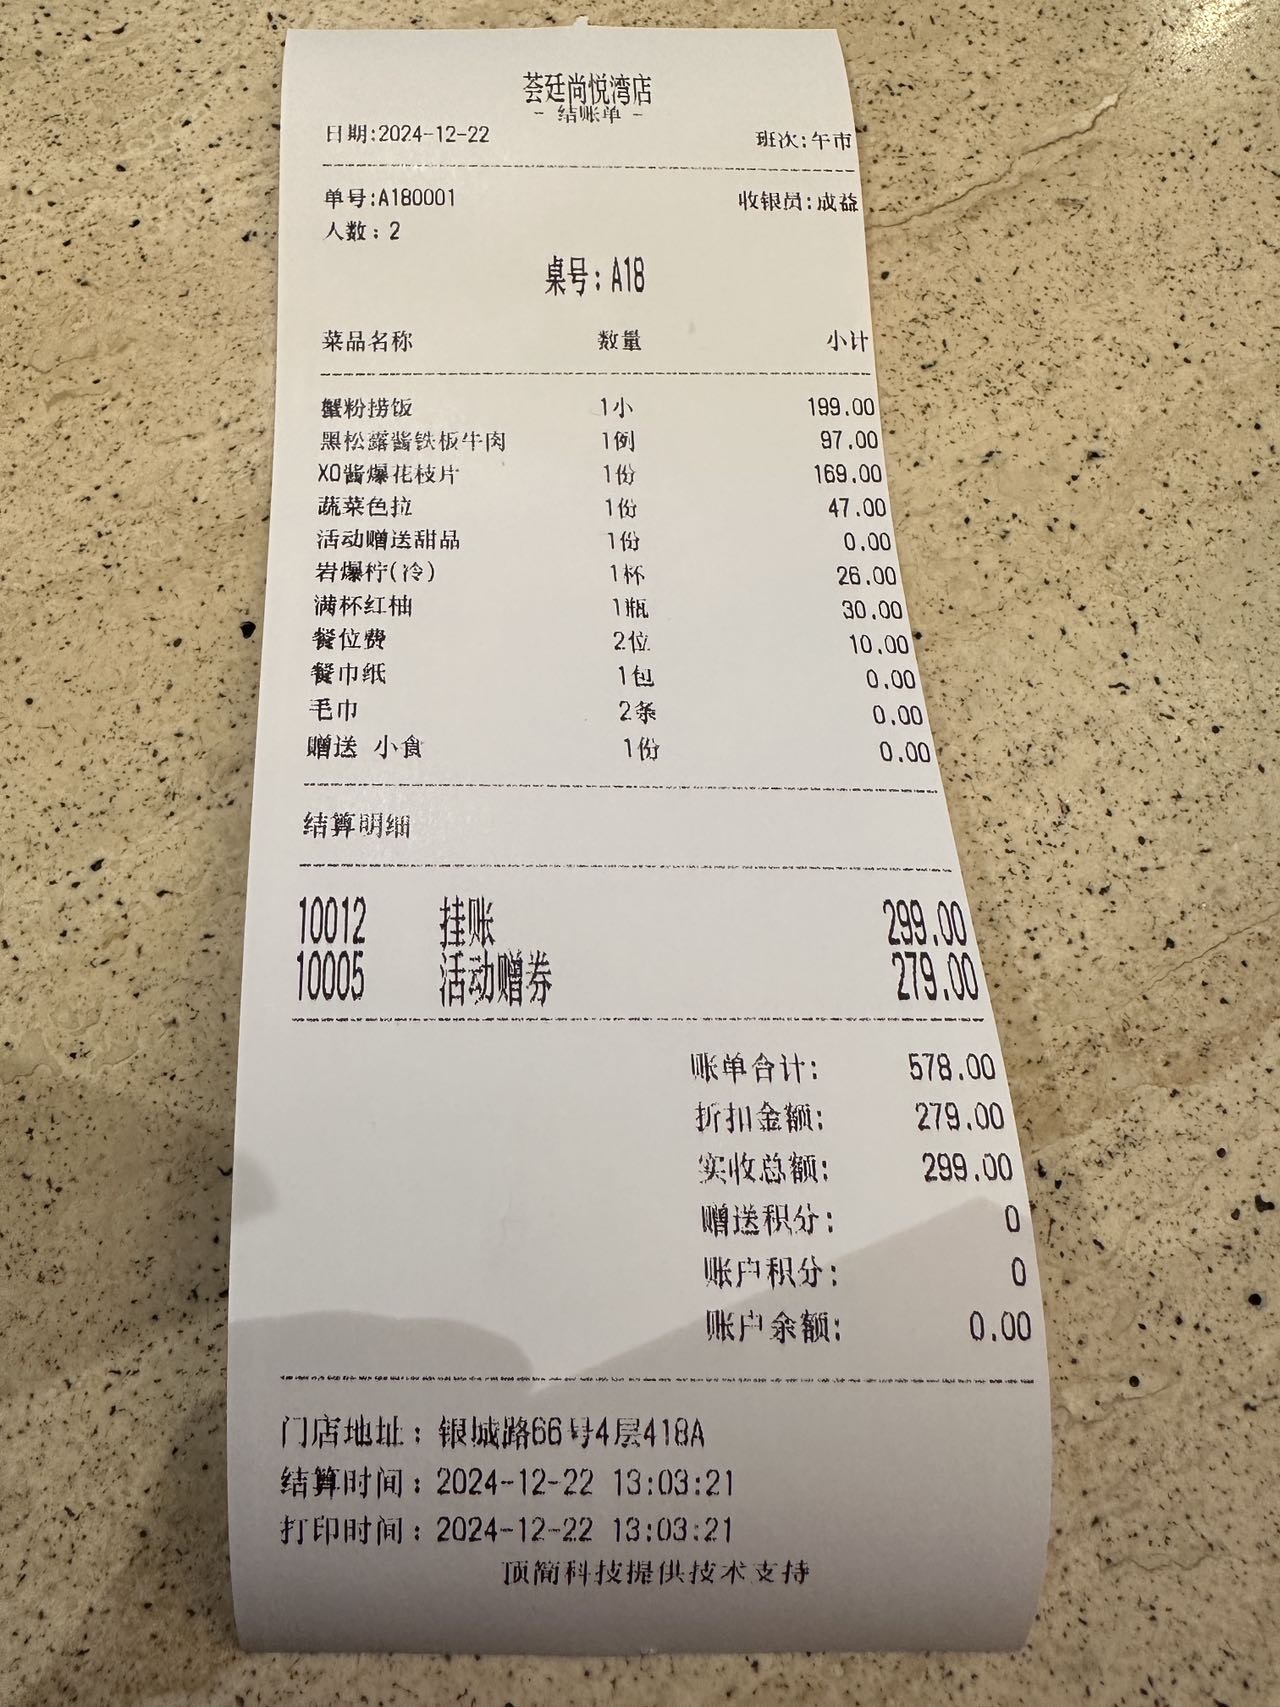 荟廷尚悦湾店
- 结账单 -
日期:2024-12-22 班次:午市
单号:A180001 收银员:成益
人数：2
桌号：A18
菜品名称 数量 小计
蟹粉捞饭 1小 199.00
黑松露酱铁板牛肉 1例 97.00
XO酱爆花枝片 1份 169.00
蔬菜色拉 1份 47.00
活动赠送甜品 1份 0.00
岩爆柠(冷) 1杯 26.00
满杯红柚 1瓶 30.00
餐位费 2位 10.00
餐巾纸 1包 0.00
毛巾 2条 0.00
赠送 小食 1份 0.00
结算明细
10012 挂账 299.00
10005 活动赠券 279.00
账单合计: 578.00
折扣金额: 279.00
实收总额: 299.00
赠送积分: 0
账户积分: 0
账户余额: 0.00
门店地址：银城路66号4层418A
结算时间：2024-12-22 13:03:21
打印时间：2024-12-22 13:03:21
顶简科技提供技术支持